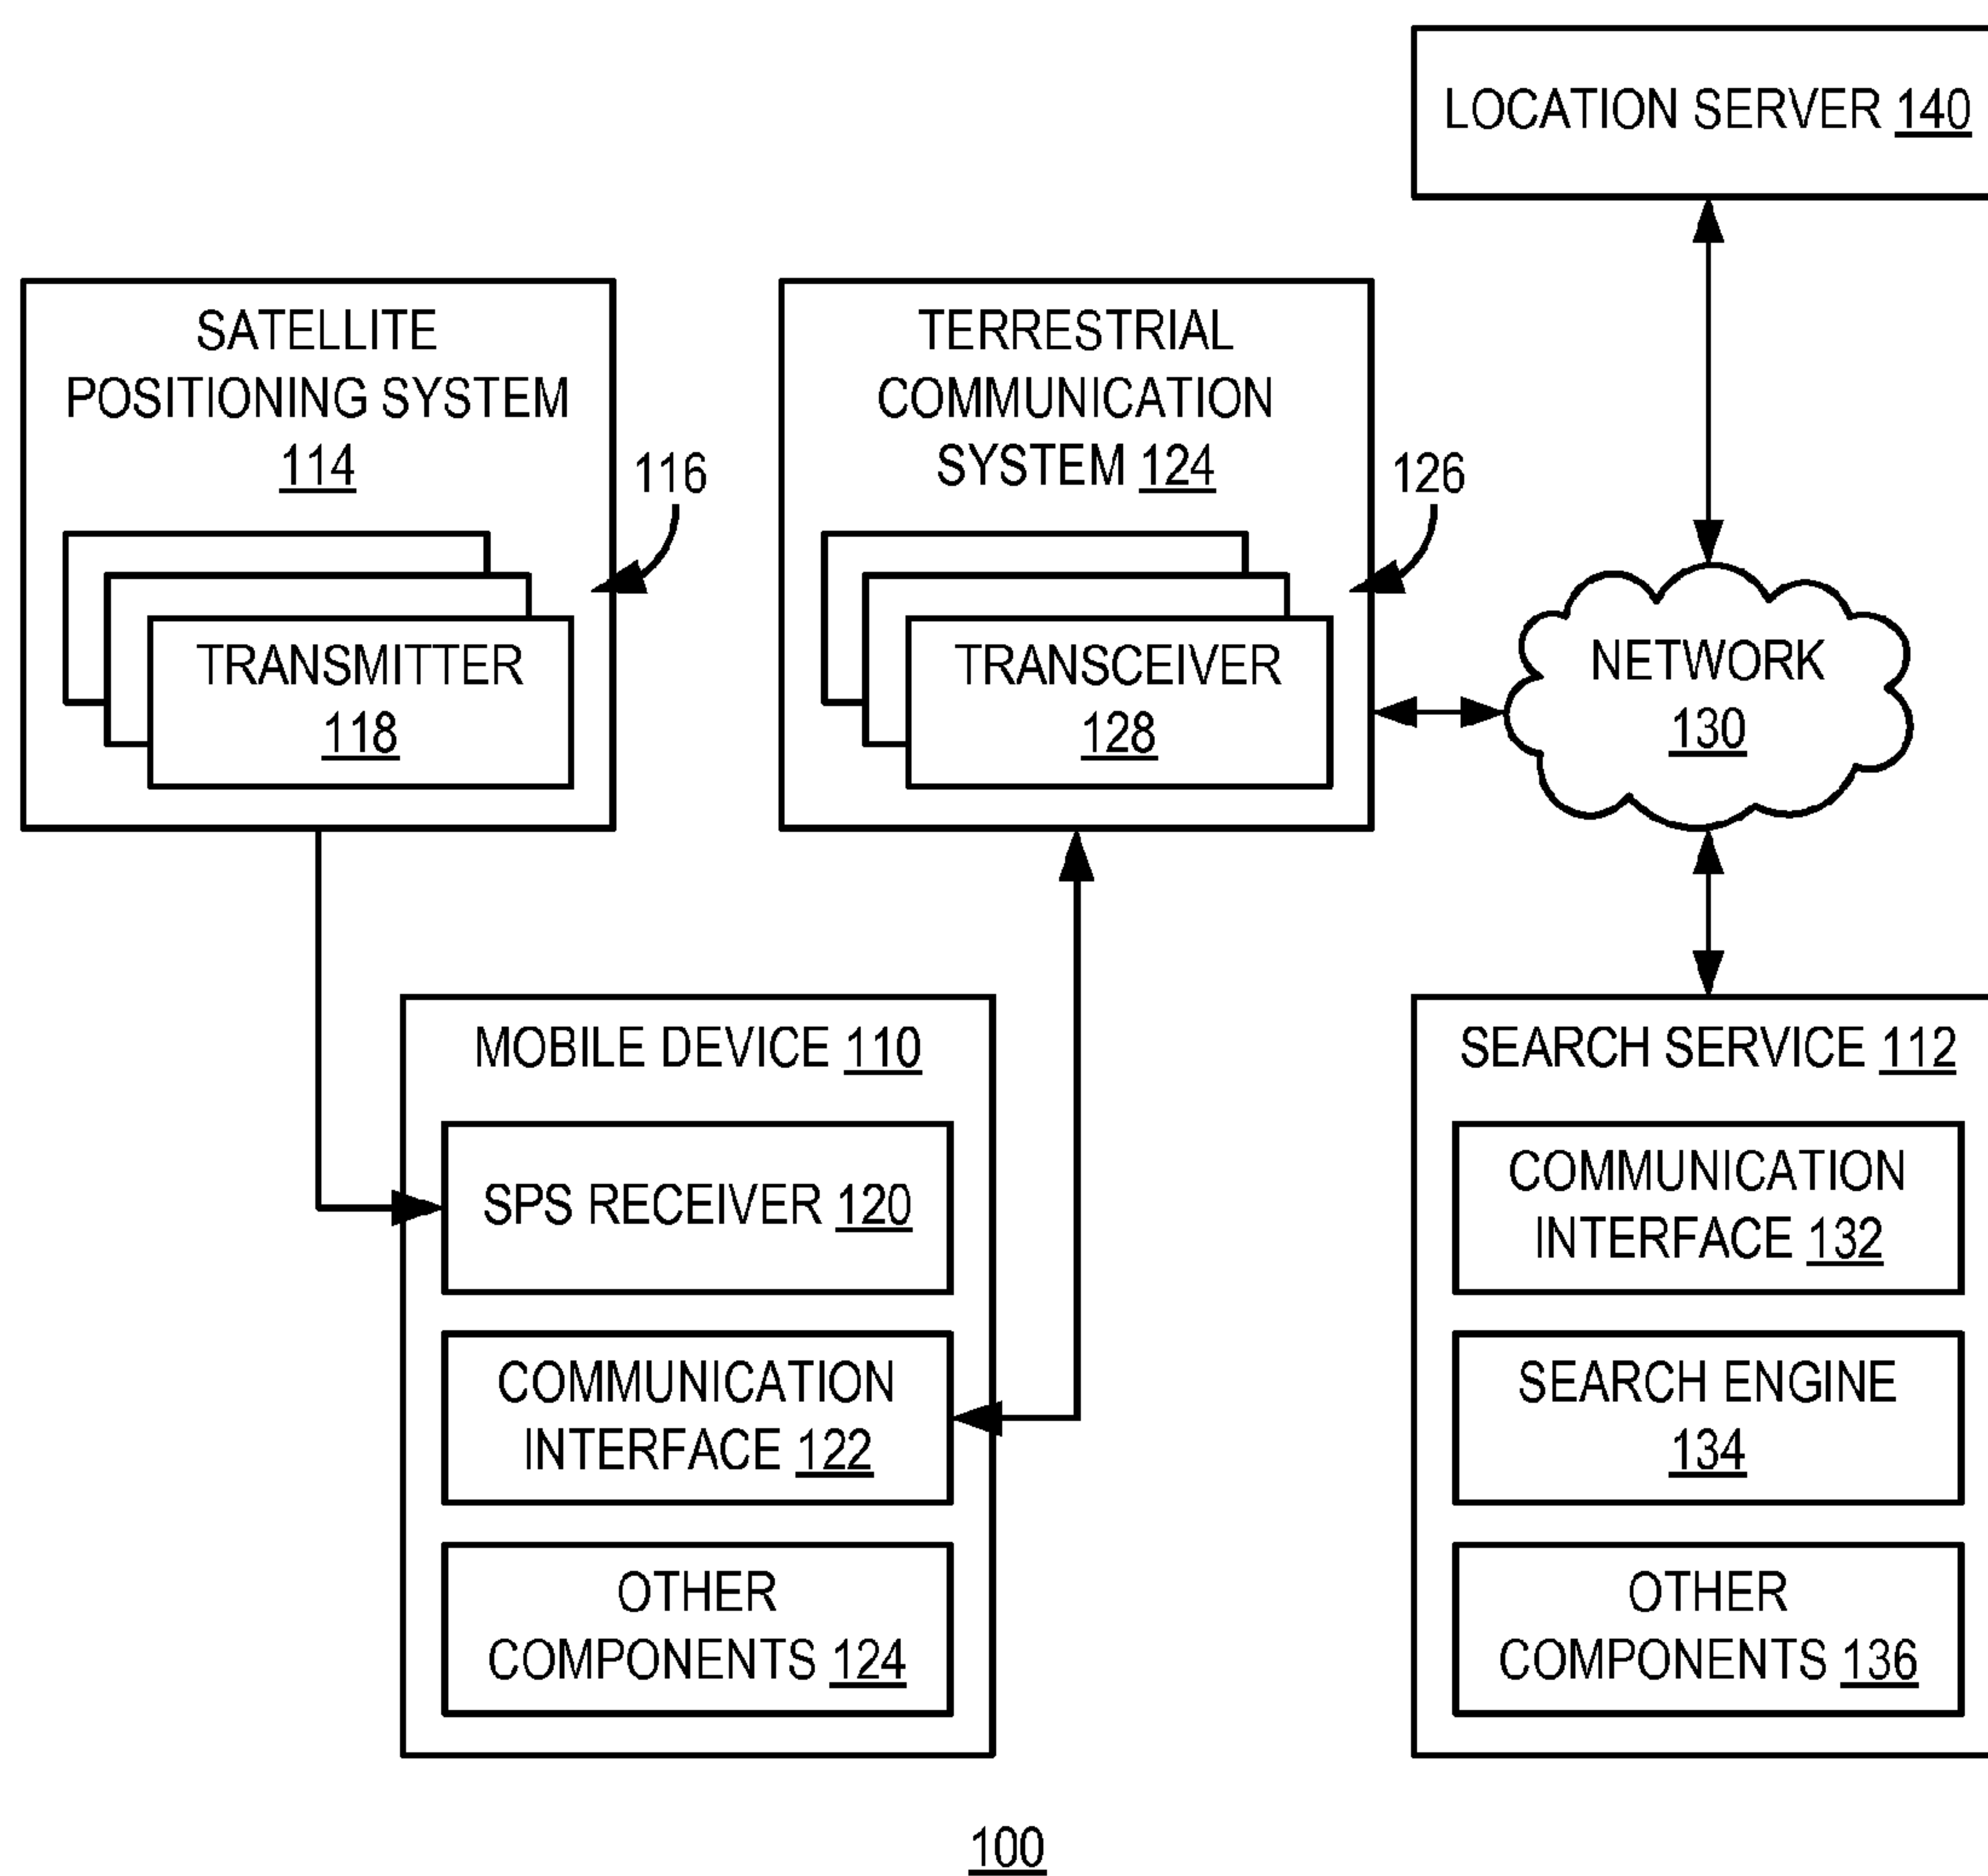 LOCATION SERVER 140
SATELLITE
POSITIONING SYSTEM
114
116
TRANSMITTER
118
TERRESTRIAL
COMMUNICATION
SYSTEM 124
126
TRANSCEIVER
128
NETWORK
130
MOBILE DEVICE 110
SPS RECEIVER 120
COMMUNICATION
INTERFACE 122
OTHER
COMPONENTS 124
SEARCH SERVICE 112
COMMUNICATION
INTERFACE 132
SEARCH ENGINE
134
OTHER
COMPONENTS 136
100